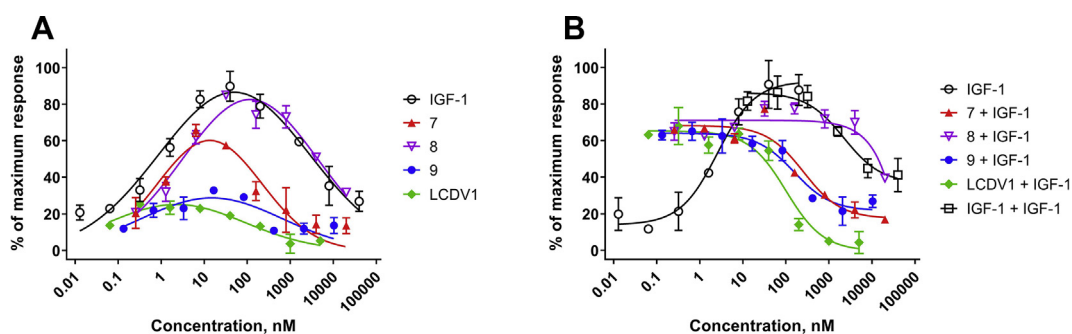 A
% of maximum response
100
80
60
40
20
0
0.01
0.1
1
10
100
1000
10000
100000
Concentration, nM
IGF-1
7
8
9
LCDV1
B
% of maximum response
100
80
60
40
20
0
0.01
0.1
1
10
100
1000
10000
100000
Concentration, nM
IGF-1
7 + IGF-1
8 + IGF-1
9 + IGF-1
LCDV1 + IGF-1
IGF-1 + IGF-1